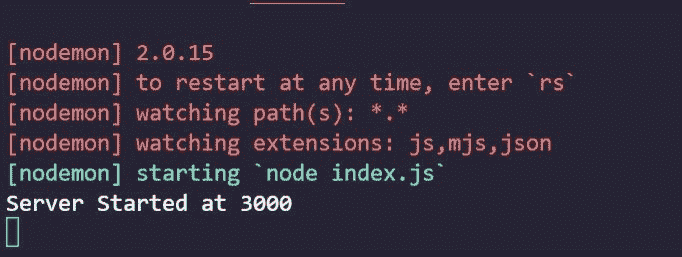 [nodemon] 2.0.15
[nodemon] to restart at any time, enter `rs`
[nodemon] watching path(s): *.*
[nodemon] watching extensions: js,mjs,json
[nodemon] starting `node index.js`
Server Started at 3000